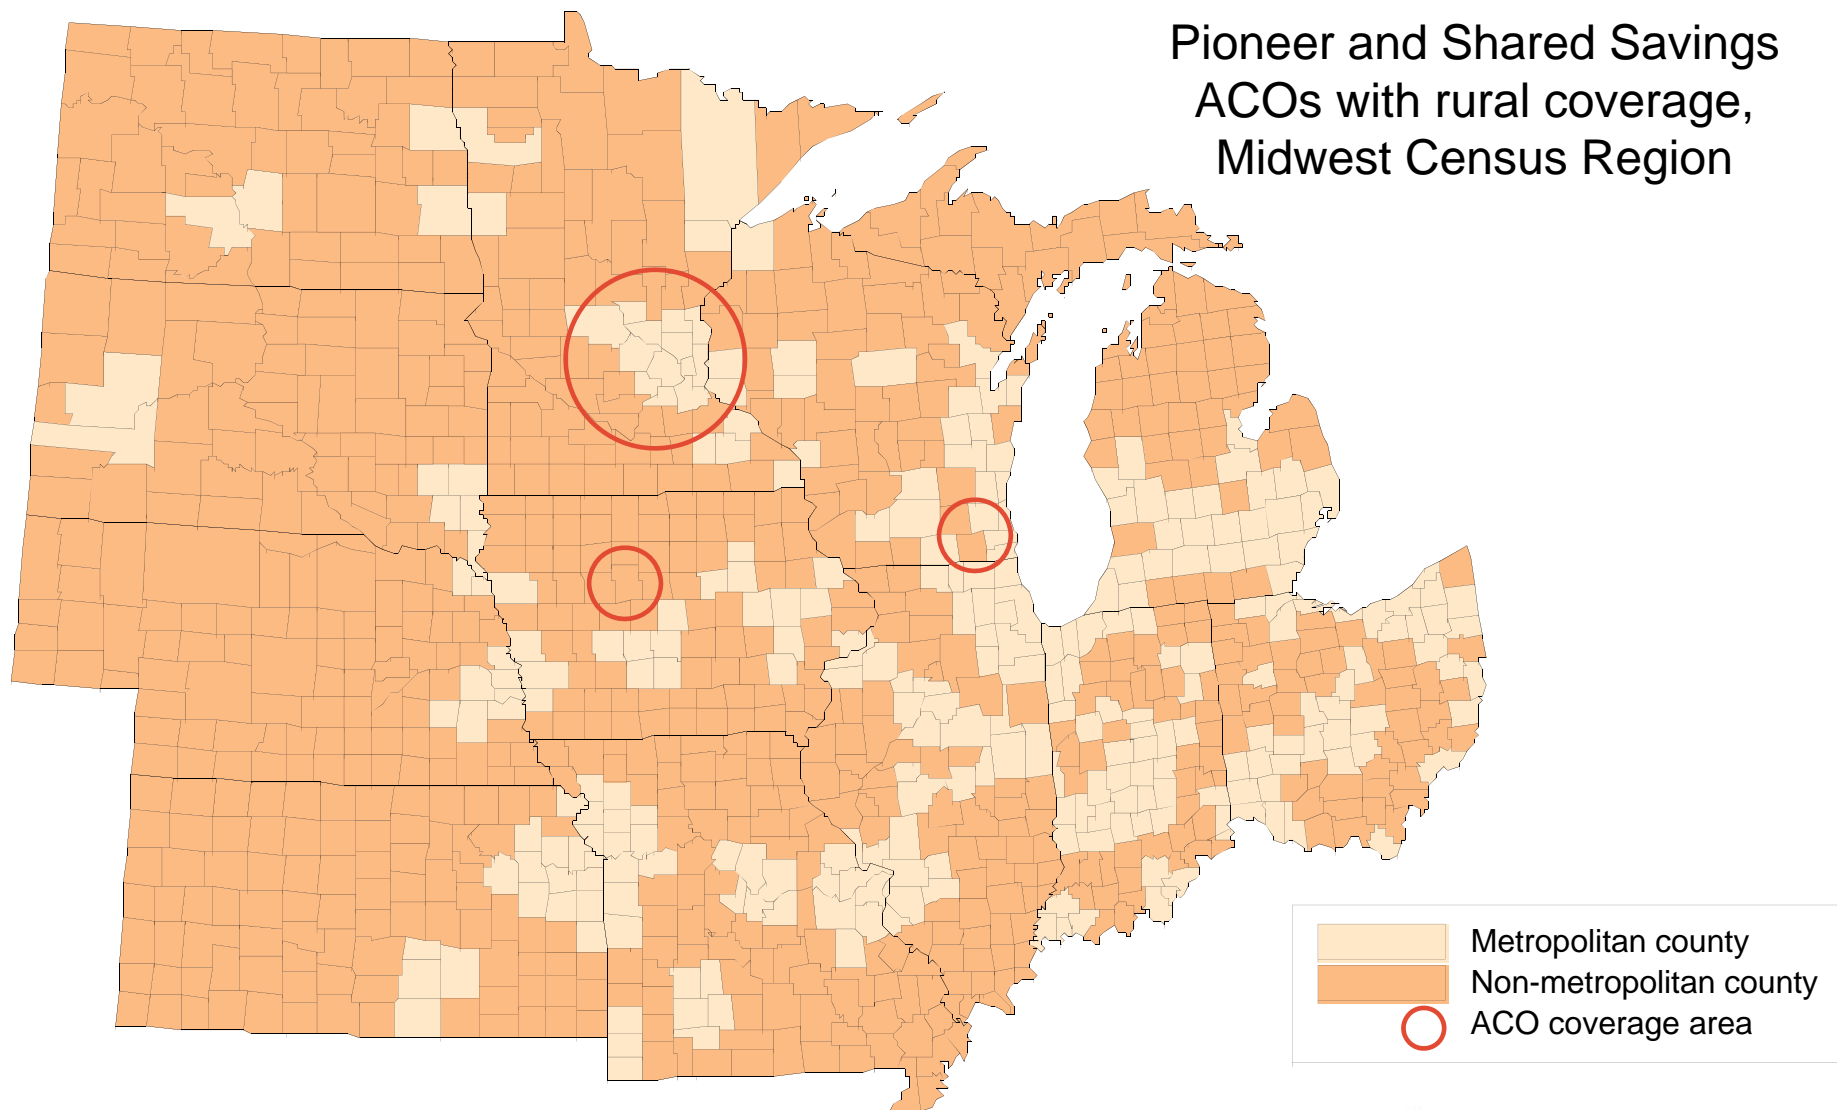 Pioneer and Shared Savings
ACOs with rural coverage,
Midwest Census Region
Metropolitan county
Non-metropolitan county
ACO coverage area